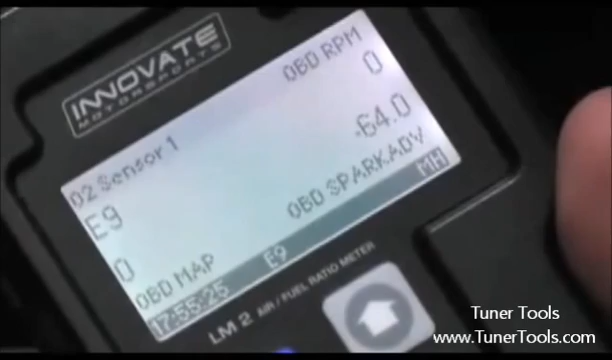 INNOVATE
MOTORSPORTS
OBD RPM
0
O2 Sensor 1
E9
-64.0
OBD SPARKADV
0
OBD MAP
17:55:25 E9 MH
LM 2 AIR / FUEL RATIO METER
Tuner Tools
www.TunerTools.com